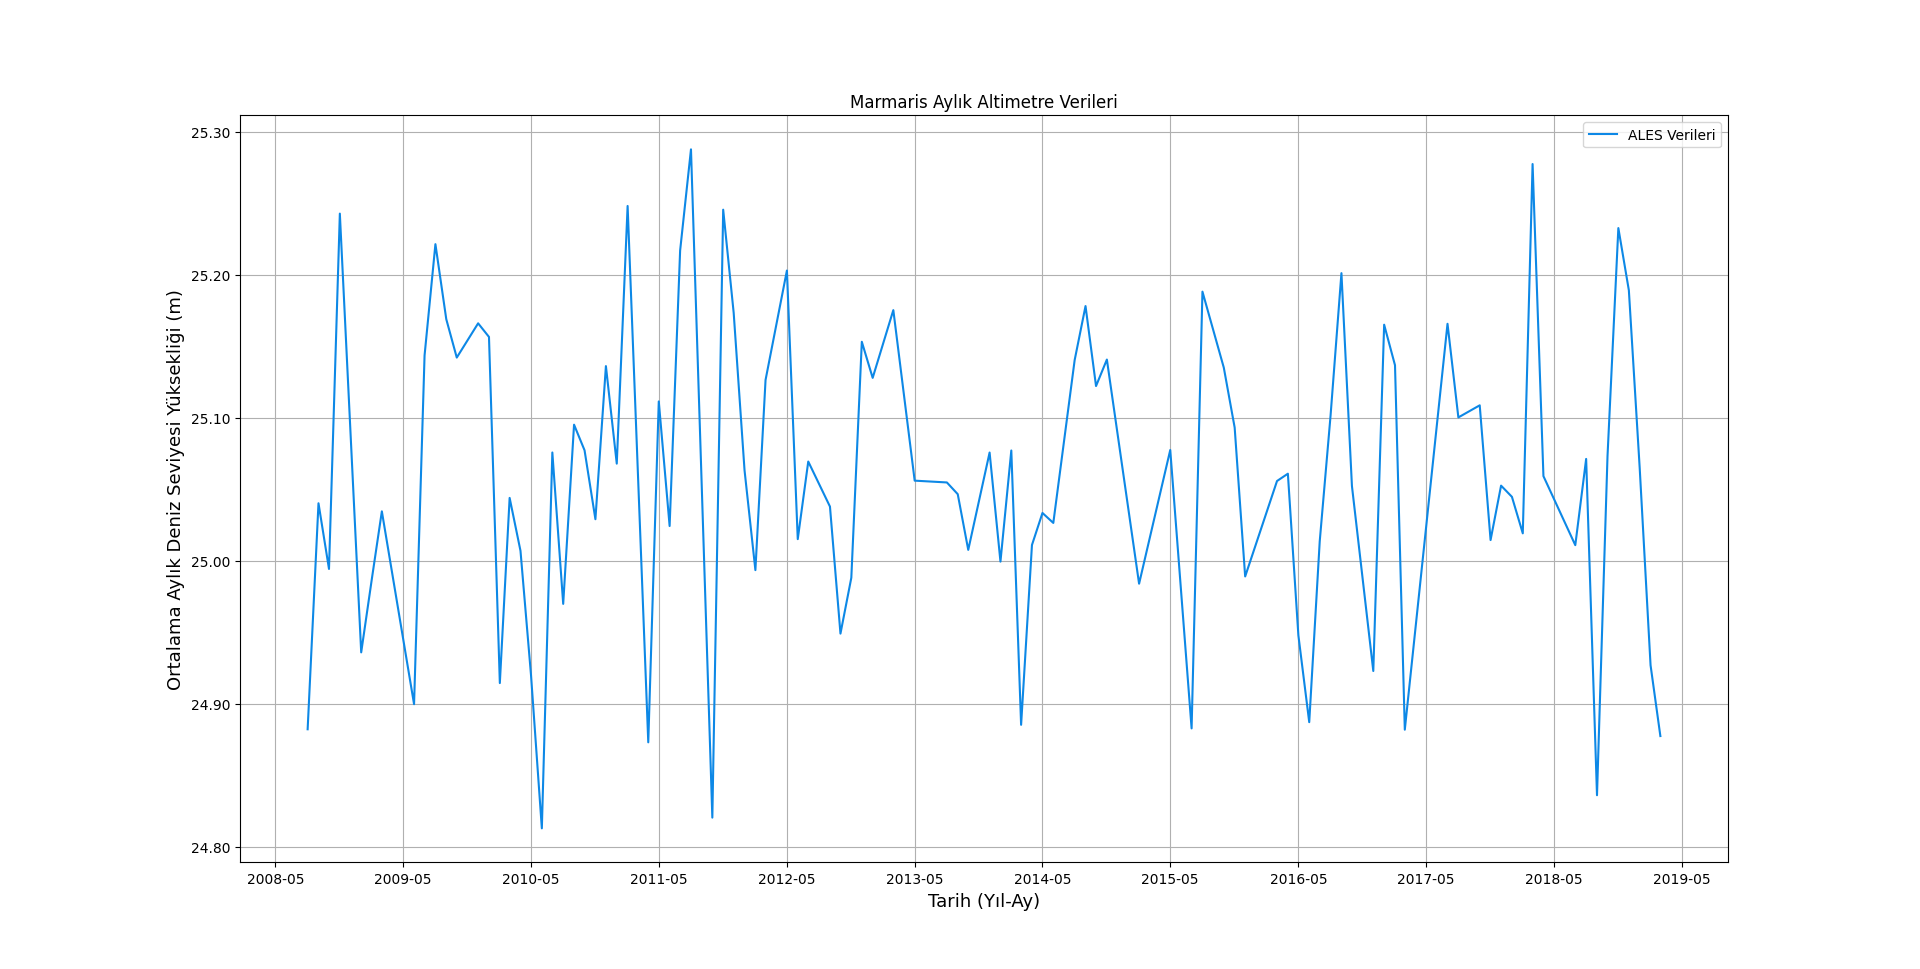 Marmaris Aylık Altimetre Verileri
ALES Verileri
Ortalama Aylık Deniz Seviyesi Yüksekliği (m)
25.30
25.20
25.10
25.00
24.90
24.80
2008-05 2009-05 2010-05 2011-05 2012-05 2013-05 2014-05 2015-05 2016-05 2017-05 2018-05 2019-05
Tarih (Yıl-Ay)